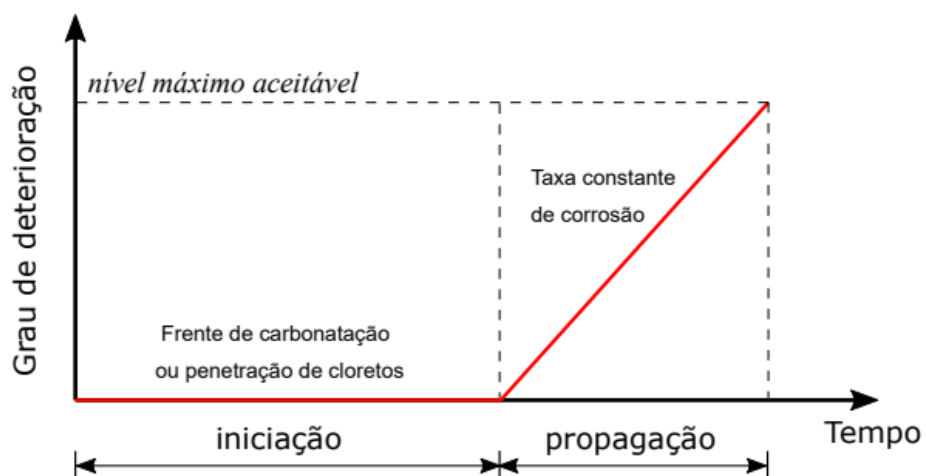 nível máximo aceitável
Grau de deterioração
Taxa constante
de corrosão
Frente de carbonatação
ou penetração de cloretos
iniciação
propagação
Tempo